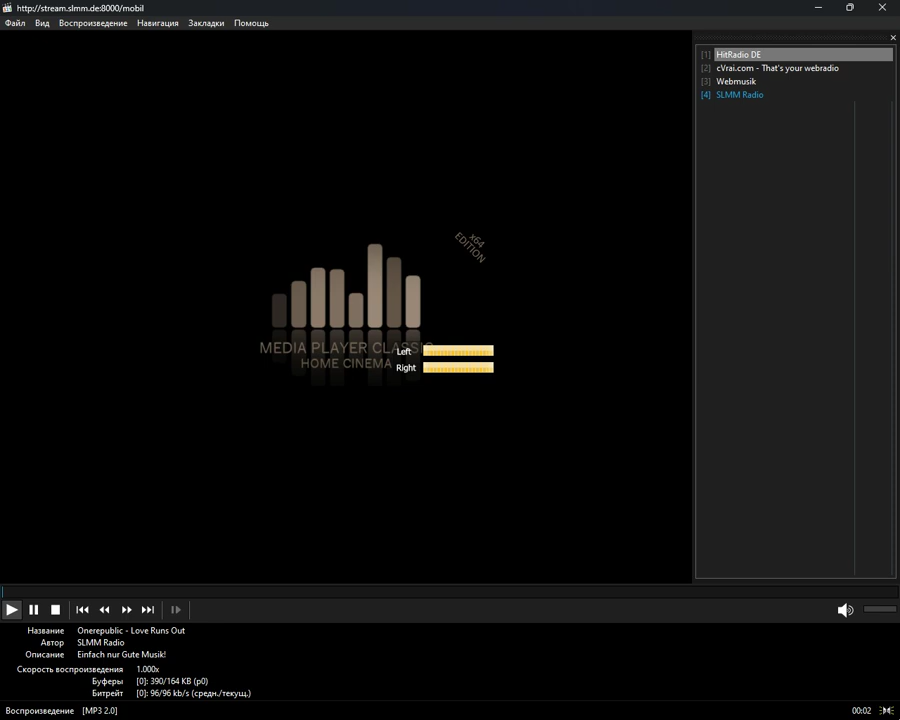 http://stream.slmm.de:8000/mobil
Файл Вид Воспроизведение Навигация Закладки Помощь
[1] HitRadio DE
[2] cVrai.com - That's your webradio
[3] Webmusik
[4] SLMM Radio
x64
EDITION
MEDIA PLAYER CLASSIC
HOME CINEMA
Left
Right
Название Onerepublic - Love Runs Out
Автор SLMM Radio
Описание Einfach nur Gute Musik!
Скорость воспроизведения 1.000x
Буферы [0]: 390/164 KB (p0)
Битрейт [0]: 96/96 kb/s (средн./текущ.)
Воспроизведение [MP3 2.0] 00:02